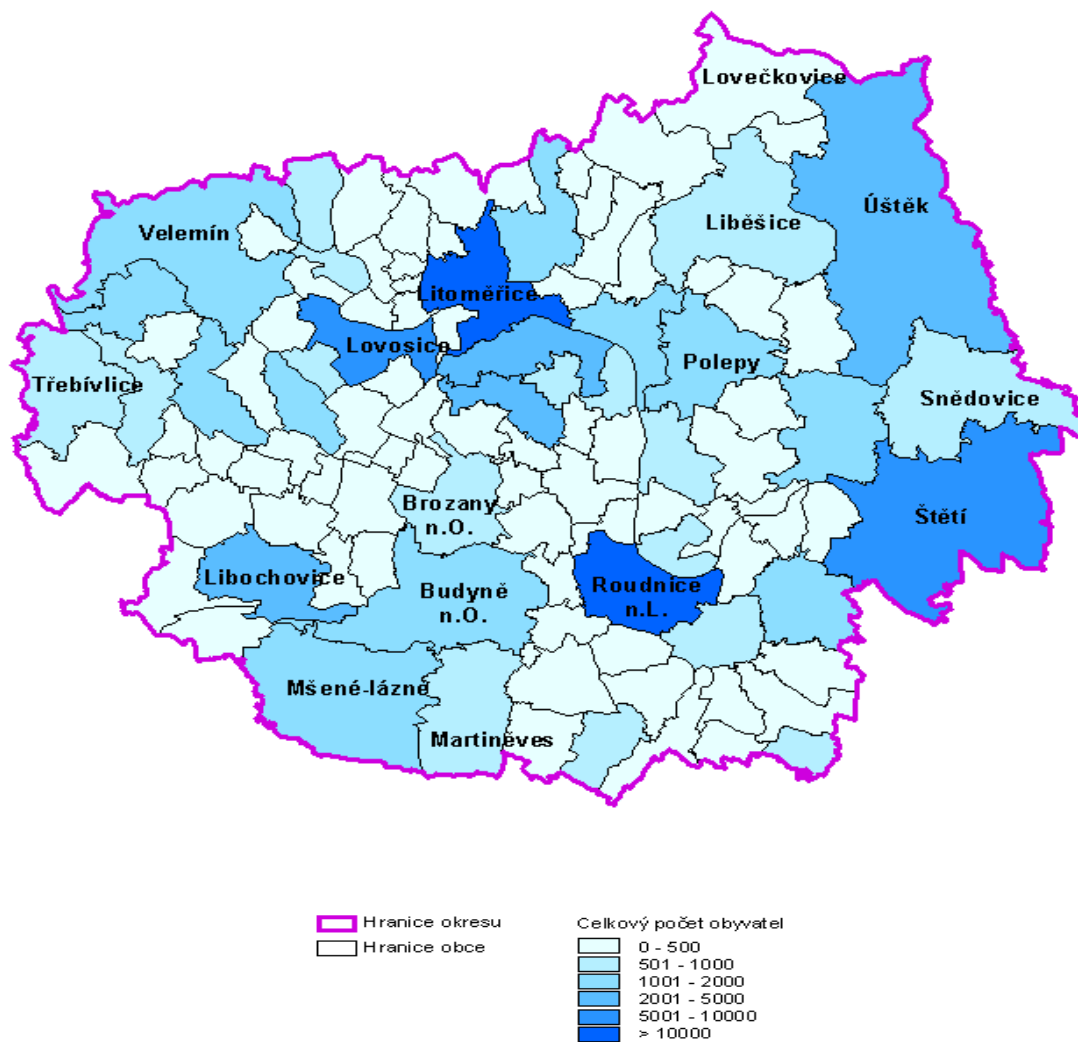 Lovečkovice
Úštěk
Liběšice
Velemín
Litoměřice
Lovosice
Polepy
Třebívlice
Snědovice
Brozany
n.O.
Štětí
Libochovice
Budyně
n.O.
Roudnice
n.L.
Mšené-lázně
Martiněves
Hranice okresu
Hranice obce
Celkový počet obyvatel
0 - 500
501 - 1000
1001 - 2000
2001 - 5000
5001 - 10000
> 10000